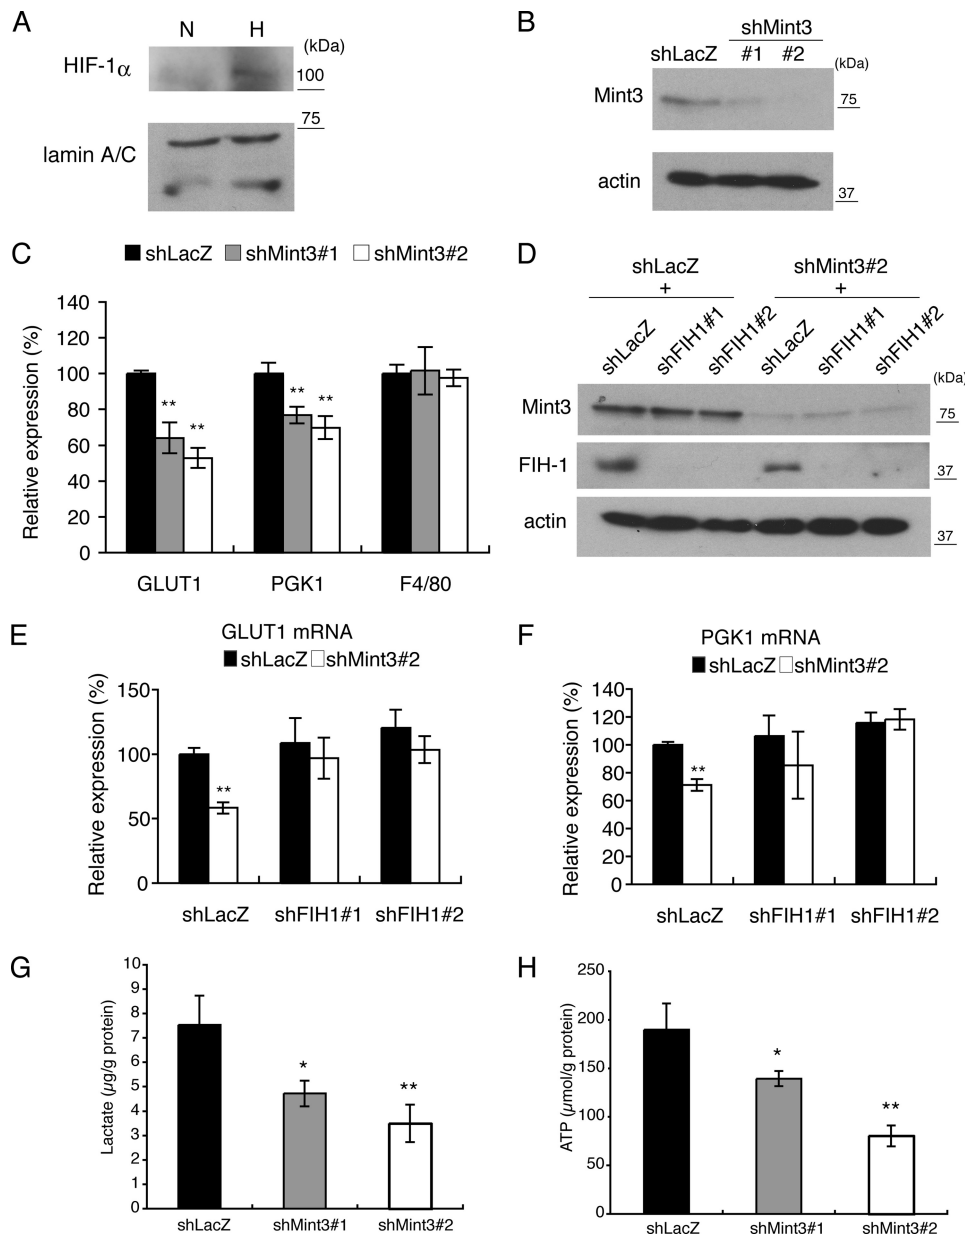 A
N H (kDa)
HIF-1α
100
75
lamin A/C
B
shMint3
shLacZ #1 #2 (kDa)
Mint3
75
actin
37
C
shLacZ shMint3#1 shMint3#2
Relative expression (%)
140
120
100
80
60
40
20
0
** ** ** **
GLUT1 PGK1 F4/80
D
shLacZ shMint3#2
+ +
shLacZ shFIH1#1 shFIH1#2 shLacZ shFIH1#1 shFIH1#2
(kDa)
Mint3
75
FIH-1
37
actin
37
E
GLUT1 mRNA
shLacZ shMint3#2
Relative expression (%)
150
100
50
0
**
shLacZ shFIH1#1 shFIH1#2
F
PGK1 mRNA
shLacZ shMint3#2
Relative expression (%)
140
120
100
80
60
40
20
0
**
shLacZ shFIH1#1 shFIH1#2
G
Lactate (µg/g protein)
10
9
8
7
6
5
4
3
2
1
0
* **
shLacZ shMint3#1 shMint3#2
H
ATP (µmol/g protein)
250
200
150
100
50
0
* **
shLacZ shMint3#1 shMint3#2